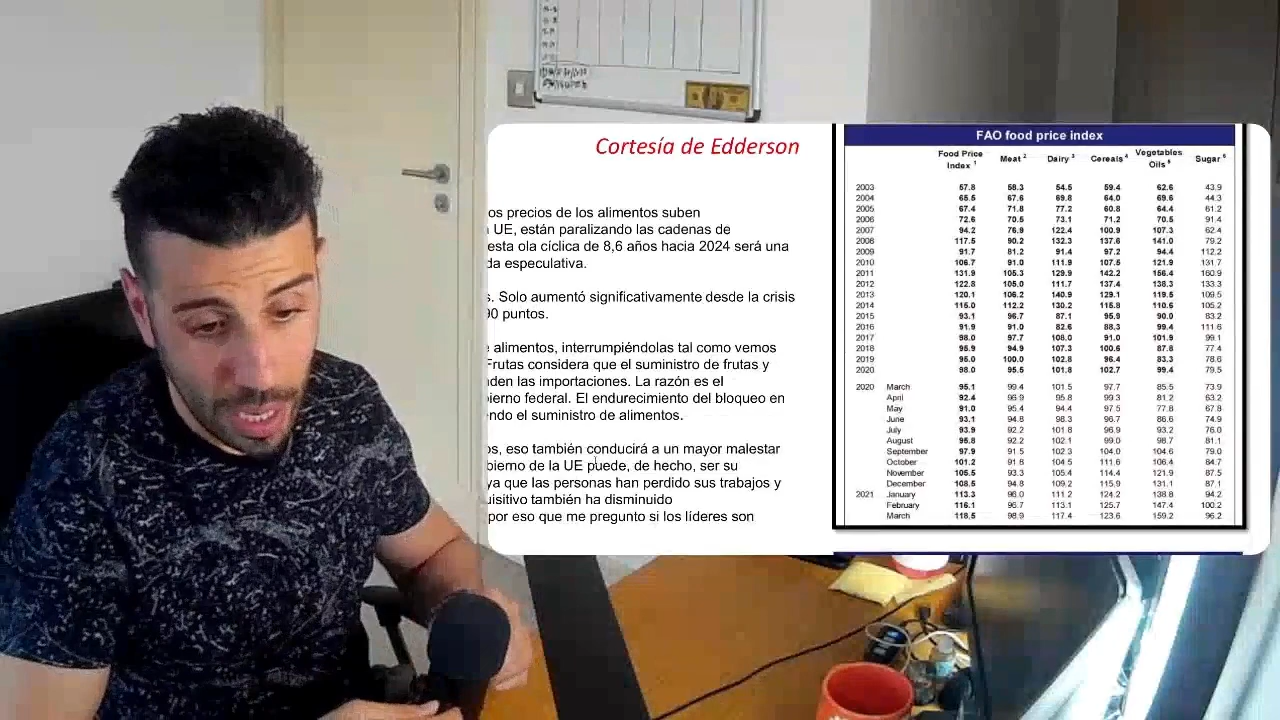 Cortesía de Edderson
os precios de los alimentos suben
UE, están paralizando las cadenas de
esta ola cíclica de 8,6 años hacia 2024 será una
da especulativa.
s. Solo aumentó significativamente desde la crisis
90 puntos.
alimentos, interrumpiéndolas tal como vemos
Frutas considera que el suministro de frutas y
nden las importaciones. La razón es el
bierno federal. El endurecimiento del bloqueo en
endo el suministro de alimentos.
os, eso también conducirá a un mayor malestar
bierno de la UE puede, de hecho, ser su
ya que las personas han perdido sus trabajos y
uisitivo también ha disminuido
por eso que me pregunto si los líderes son
FAO food price index
Food Price Index 1 Meat 2 Dairy 3 Cereals 4 Vegetables Oils 5 Sugar 6
2003 57.8 58.3 54.5 59.4 62.6 43.9
2004 65.5 67.6 69.8 64.0 69.6 44.3
2005 67.4 71.8 77.2 60.8 64.4 61.2
2006 72.6 70.5 73.1 71.2 70.5 91.4
2007 94.2 76.9 122.4 100.9 107.3 62.4
2008 117.5 90.2 132.3 137.6 141.0 79.2
2009 91.7 81.2 91.4 97.2 94.4 112.2
2010 106.7 91.0 111.9 107.5 121.9 131.7
2011 131.9 105.3 129.9 142.2 156.4 160.9
2012 122.8 105.0 111.7 137.4 138.3 133.3
2013 120.1 106.2 140.9 129.1 119.5 109.5
2014 115.0 112.2 130.2 115.8 110.6 105.2
2015 93.1 96.7 87.1 95.9 90.0 83.2
2016 91.9 91.0 82.6 88.3 99.4 111.6
2017 98.0 97.7 108.0 91.0 101.9 99.1
2018 95.9 94.9 107.3 100.6 87.8 77.4
2019 95.0 100.0 102.8 96.4 83.3 78.6
2020 98.0 95.5 101.8 102.7 99.4 79.5
2020 March 95.1 99.4 101.5 97.7 85.5 73.9
April 92.4 96.9 95.8 99.3 81.2 63.2
May 91.0 95.4 94.4 97.5 77.8 67.8
June 93.1 94.8 98.3 96.7 86.6 74.9
July 93.9 92.2 101.8 96.9 93.2 76.0
August 95.8 92.2 102.1 99.0 98.7 81.1
September 97.9 91.5 102.3 104.0 104.6 79.0
October 101.2 91.8 104.5 111.6 106.4 84.7
November 105.5 93.3 105.4 114.4 121.9 87.5
December 108.5 94.8 109.2 115.9 131.1 87.1
2021 January 113.3 96.0 111.2 124.2 138.8 94.2
February 116.1 96.7 113.1 125.7 147.4 100.2
March 118.5 98.9 117.4 123.6 159.2 96.2